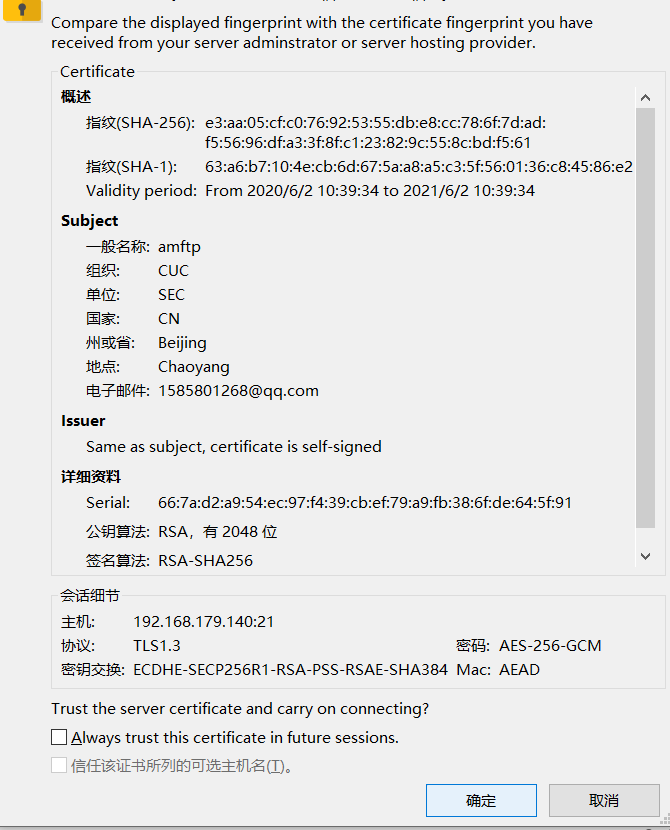 Compare the displayed fingerprint with the certificate fingerprint you have
received from your server adminstrator or server hosting provider.
Certificate
概述
指纹(SHA-256): e3:aa:05:cf:c0:76:92:53:55:db:e8:cc:78:6f:7d:ad:
f5:56:96:df:a3:3f:8f:c1:23:82:9c:55:8c:bd:f5:61
指纹(SHA-1): 63:a6:b7:10:4e:cb:6d:67:5a:a8:a5:c3:5f:56:01:36:c8:45:86:e2
Validity period: From 2020/6/2 10:39:34 to 2021/6/2 10:39:34
Subject
一般名称: amftp
组织: CUC
单位: SEC
国家: CN
州或省: Beijing
地点: Chaoyang
电子邮件: 1585801268@qq.com
Issuer
Same as subject, certificate is self-signed
详细资料
Serial: 66:7a:d2:a9:54:ec:97:f4:39:cb:ef:79:a9:fb:38:6f:de:64:5f:91
公钥算法: RSA，有 2048 位
签名算法: RSA-SHA256
会话细节
主机: 192.168.179.140:21
协议: TLS1.3 密码: AES-256-GCM
密钥交换: ECDHE-SECP256R1-RSA-PSS-RSAE-SHA384 Mac: AEAD
Trust the server certificate and carry on connecting?
Always trust this certificate in future sessions.
信任该证书所列的可选主机名(T)。
确定 取消